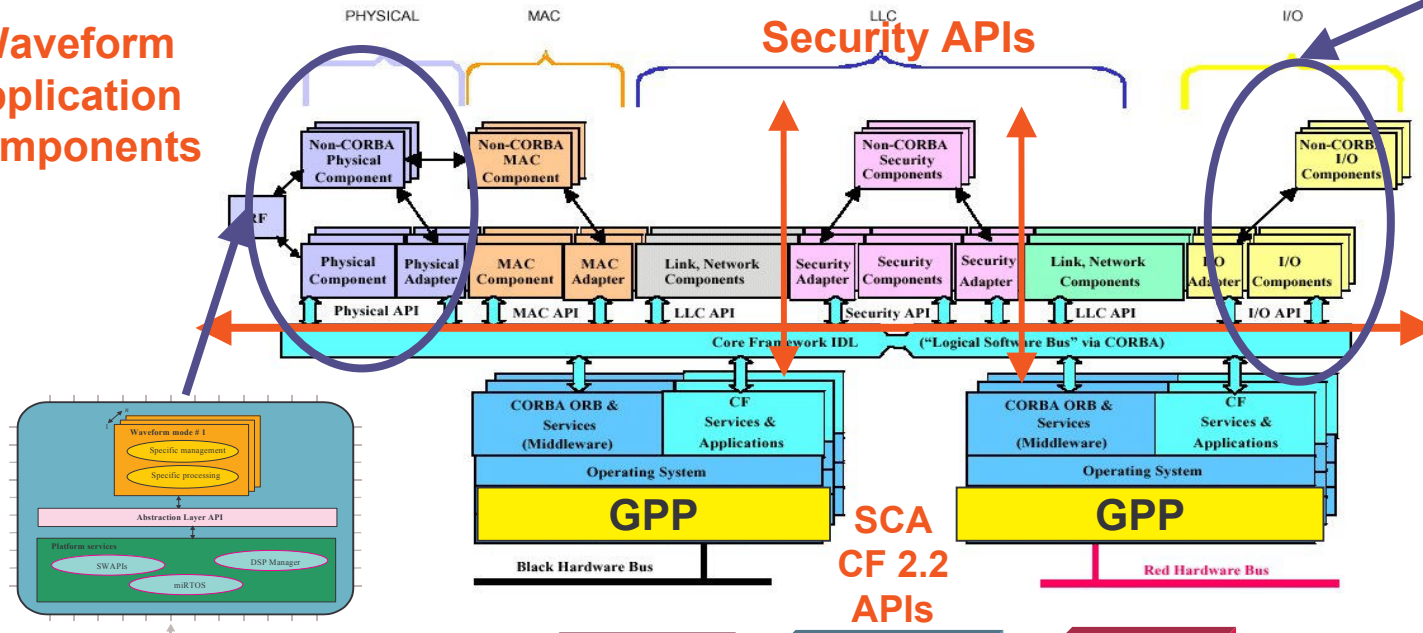 PHYSICAL
MAC
LLC
I/O
Security APIs
Non-CORBA
Physical
Component
Non-CORBA
MAC
Component
Non-CORBA
Security
Components
Non-CORBA
I/O
Components
RF
Physical
Component
Physical
Adapter
MAC
Component
MAC
Adapter
Link, Network
Components
Security
Adapter
Security
Components
Security
Adapter
Link, Network
Components
I/O
Adapter
I/O
Components
Physical API
MAC API
LLC API
Security API
LLC API
I/O API
Core Framework IDL
(“Logical Software Bus” via CORBA)
CORBA ORB &
Services
(Middleware)
CF
Services &
Applications
Operating System
GPP
Black Hardware Bus
CORBA ORB &
Services
(Middleware)
CF
Services &
Applications
Operating System
GPP
Red Hardware Bus
SCA
CF 2.2
APIs
Waveform mode # 1
Specific management
Specific processing
Abstraction Layer API
Platform services
SWAPIs
DSP Manager
miRTOS